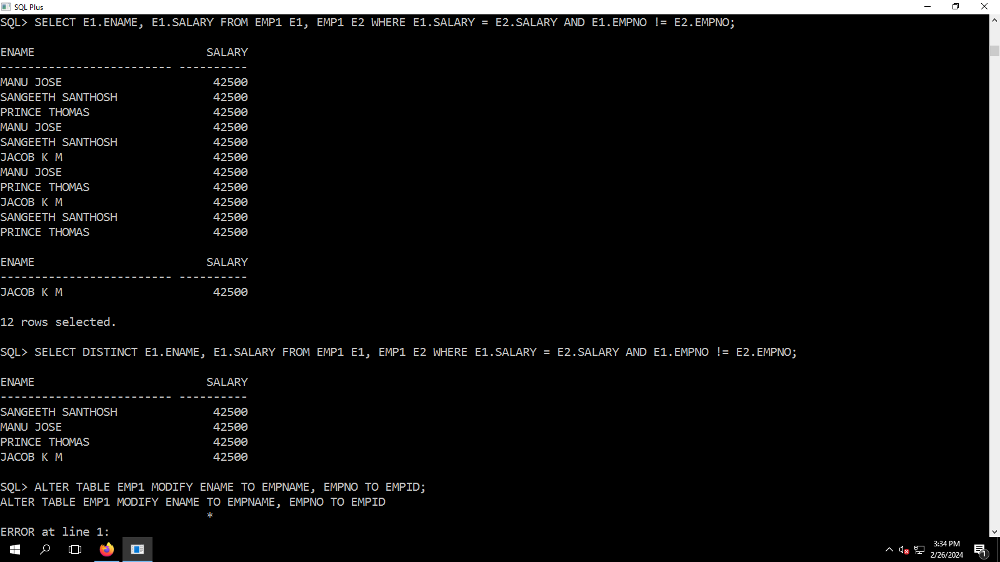 SQL Plus
SQL> SELECT E1.ENAME, E1.SALARY FROM EMP1 E1, EMP1 E2 WHERE E1.SALARY = E2.SALARY AND E1.EMPNO != E2.EMPNO;
ENAME                         SALARY
------------------------- ----------
MANU JOSE                      42500
SANGEETH SANTHOSH              42500
PRINCE THOMAS                  42500
MANU JOSE                      42500
SANGEETH SANTHOSH              42500
JACOB K M                      42500
MANU JOSE                      42500
PRINCE THOMAS                  42500
JACOB K M                      42500
SANGEETH SANTHOSH              42500
PRINCE THOMAS                  42500
ENAME                         SALARY
------------------------- ----------
JACOB K M                      42500
12 rows selected.
SQL> SELECT DISTINCT E1.ENAME, E1.SALARY FROM EMP1 E1, EMP1 E2 WHERE E1.SALARY = E2.SALARY AND E1.EMPNO != E2.EMPNO;
ENAME                         SALARY
------------------------- ----------
SANGEETH SANTHOSH              42500
MANU JOSE                      42500
PRINCE THOMAS                  42500
JACOB K M                      42500
SQL> ALTER TABLE EMP1 MODIFY ENAME TO EMPNAME, EMPNO TO EMPID;
ALTER TABLE EMP1 MODIFY ENAME TO EMPNAME, EMPNO TO EMPID
                              *
ERROR at line 1:
3:34 PM
2/26/2024
1